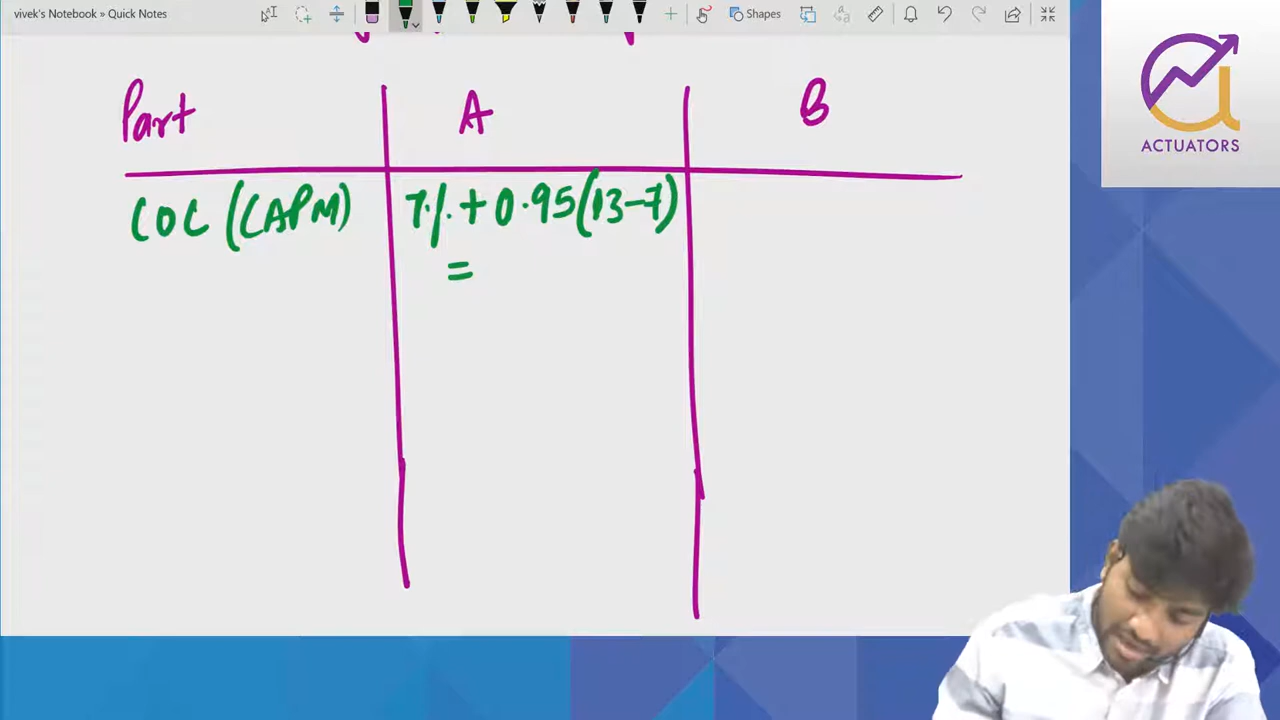 vivek's Notebook » Quick Notes
Shapes
Part A B
COC (CAPM) 7% + 0.95(13-7)
=
ACTUATORS